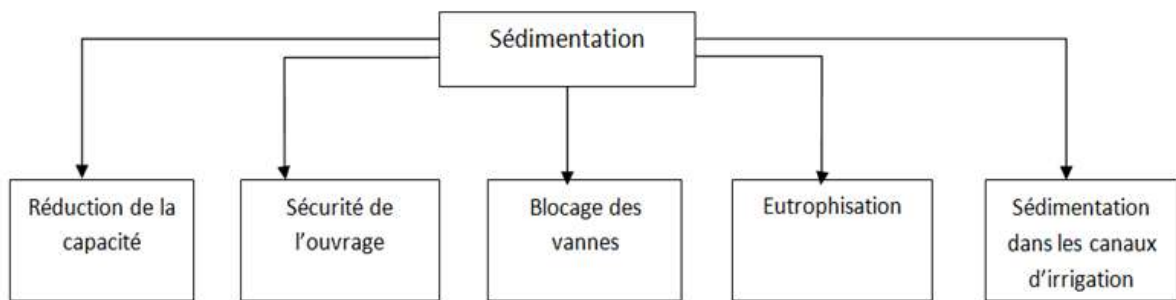 Sédimentation
Réduction de la
capacité
Sécurité de
l'ouvrage
Blocage des
vannes
Eutrophisation
Sédimentation
dans les canaux
d'irrigation